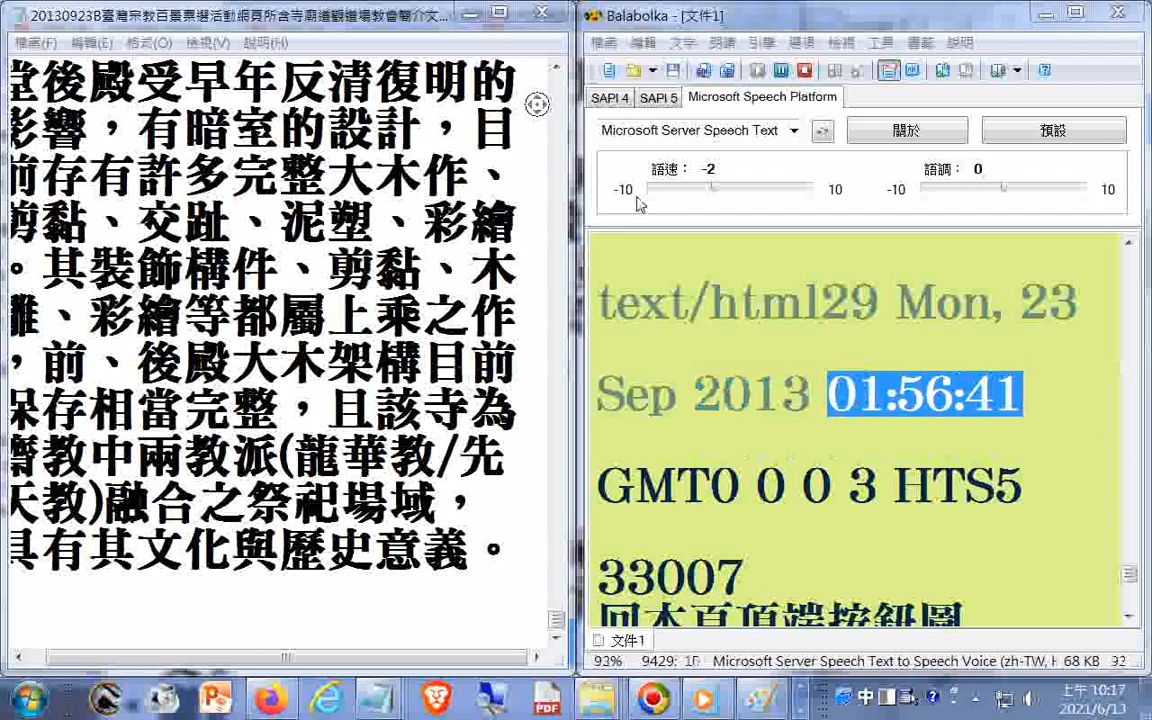 20130923B臺灣宗教百景票選活動網頁所含寺廟道觀道場教會簡介文...
檔案(F) 編輯(E) 格式(O) 檢視(V) 說明(H)
堂後殿受早年反清復明的
影響，有暗室的設計，目
前存有許多完整大木作、
剪黏、交趾、泥塑、彩繪
。其裝飾構件、剪黏、木
雕、彩繪等都屬上乘之作
，前、後殿大木架構目前
保存相當完整，且該寺為
齋教中兩教派(龍華教/先
天教)融合之祭祀場域，
具有其文化與歷史意義。
Balabolka - [文件1]
檔案 編輯 文字 朗讀 引擎 選項 檢視 工具 書籤 說明
SAPI 4 SAPI 5 Microsoft Speech Platform
Microsoft Server Speech Text 關於 預設
語速： -2 語調： 0
-10 10 -10 10
text/html29 Mon, 23
Sep 2013 01:56:41
GMT0 0 0 3 HTS5
33007
回本頁頂端按鈕圖
文件1
93% 9429: 1 Microsoft Server Speech Text to Speech Voice (zh-TW, H 68 KB 92
中
上午 10:17
2021/6/13